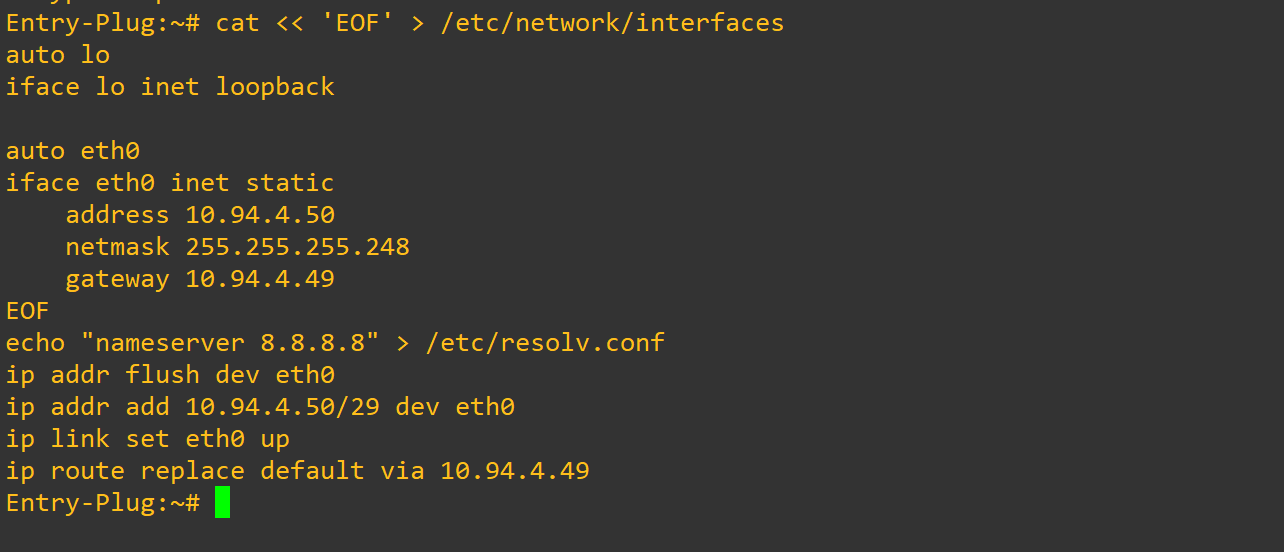 Entry-Plug:~# cat << 'EOF' > /etc/network/interfaces
auto lo
iface lo inet loopback

auto eth0
iface eth0 inet static
    address 10.94.4.50
    netmask 255.255.255.248
    gateway 10.94.4.49
EOF
echo "nameserver 8.8.8.8" > /etc/resolv.conf
ip addr flush dev eth0
ip addr add 10.94.4.50/29 dev eth0
ip link set eth0 up
ip route replace default via 10.94.4.49
Entry-Plug:~#